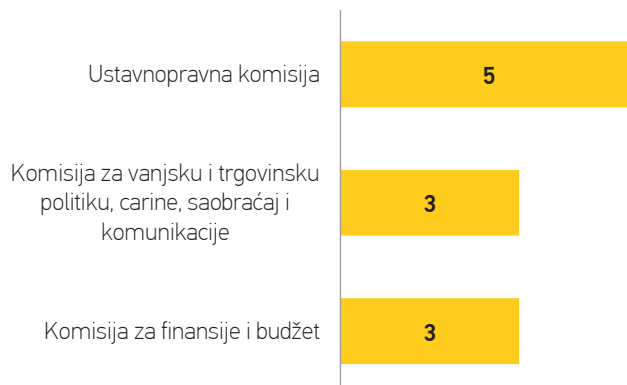 Ustavnopravna komisija
5
Komisija za vanjsku i trgovinsku
politiku, carine, saobraćaj i
komunikacije
3
Komisija za finansije i budžet
3